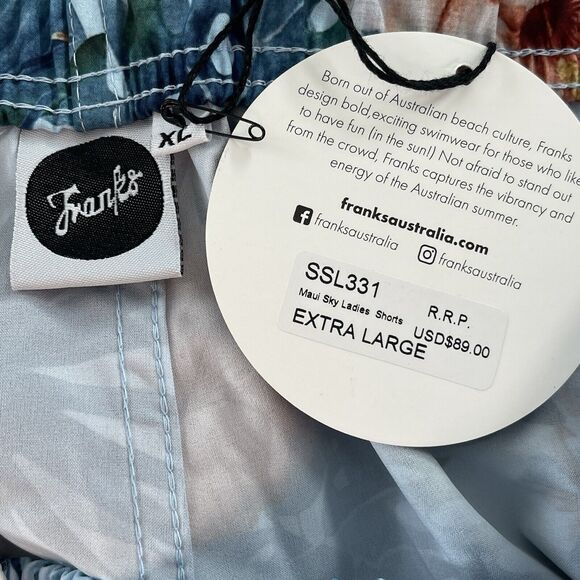 Franks
XL
Born out of Australian beach culture, Franks
design bold,exciting swimwear for those who like
to have fun (in the sun!) Not afraid to stand out
from the crowd, Franks captures the vibrancy and
energy of the Australian summer.
franksaustralia.com
franksaustralia
franksaustralia
SSL331
R.R.P.
Maui Sky Ladies Shorts
USD$89.00
EXTRA LARGE